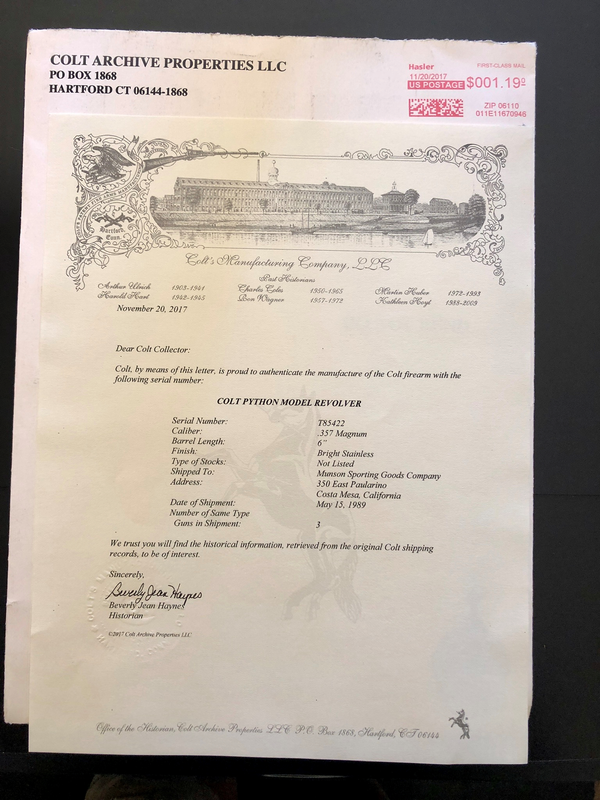 COLT ARCHIVE PROPERTIES LLC
PO BOX 1868
HARTFORD CT 06144-1868
Hasler
FIRST-CLASS MAIL
11/20/2017
US POSTAGE $001.19⁰
ZIP 06110
011E11670946
Hartford,
Conn.
Colt's Manufacturing Company, LLC
Past Historians
Arthur Ulrich 1903-1941 Charles Coles 1950-1965 Martin Huber 1972-1993
Harold Hart 1942-1945 Ron Wagner 1957-1972 Kathleen Hoyt 1988-2009
November 20, 2017
Dear Colt Collector:
Colt, by means of this letter, is proud to authenticate the manufacture of the Colt firearm with the
following serial number:
COLT PYTHON MODEL REVOLVER
Serial Number: T85422
Caliber: .357 Magnum
Barrel Length: 6"
Finish: Bright Stainless
Type of Stocks: Not Listed
Shipped To: Munson Sporting Goods Company
Address: 350 East Paularino
Costa Mesa, California
Date of Shipment: May 15, 1989
Number of Same Type
Guns in Shipment: 3
We trust you will find the historical information, retrieved from the original Colt shipping
records, to be of interest.
Sincerely,
Beverly Jean Haynes
Beverly Jean Haynes
Historian
©2017 Colt Archive Properties LLC
Office of the Historian, Colt Archive Properties LLC P.O. Box 1868, Hartford, CT 06144